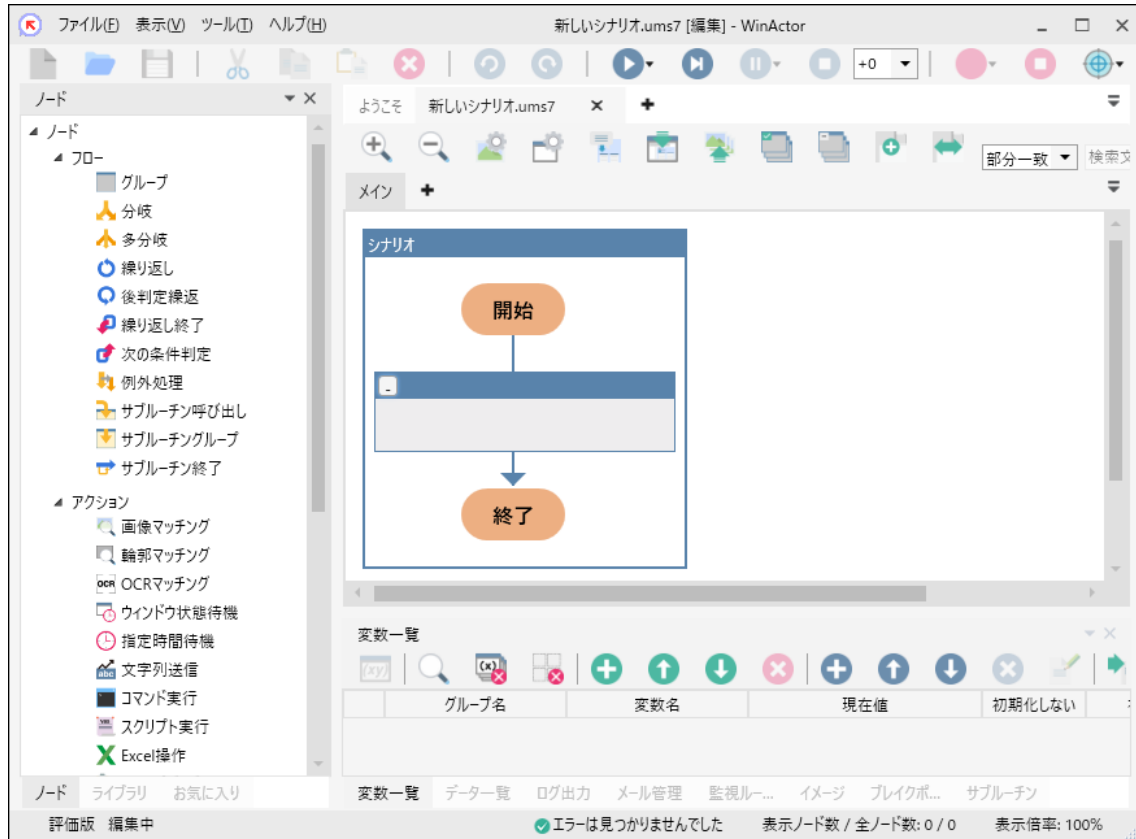 ファイル(F) 表示(V) ツール(T) ヘルプ(H) 新しいシナリオ.ums7 [編集] - WinActor
+0
ノード
ノード
フロー
グループ
分岐
多分岐
繰り返し
後判定繰返
繰り返し終了
次の条件判定
例外処理
サブルーチン呼び出し
サブルーチングループ
サブルーチン終了
アクション
画像マッチング
輪郭マッチング
OCR OCRマッチング
ウィンドウ状態待機
指定時間待機
文字列送信
コマンド実行
スクリプト実行
Excel操作
ノード ライブラリ お気に入り
ようこそ 新しいシナリオ.ums7
部分一致 検索文
メイン
シナリオ
開始
-
終了
変数一覧
(xy) (x)
グループ名 変数名 現在値 初期化しない
変数一覧 データ一覧 ログ出力 メール管理 監視ルー... イメージ ブレイクポ... サブルーチン
評価版 編集中 エラーは見つかりませんでした 表示ノード数 / 全ノード数: 0 / 0 表示倍率: 100%